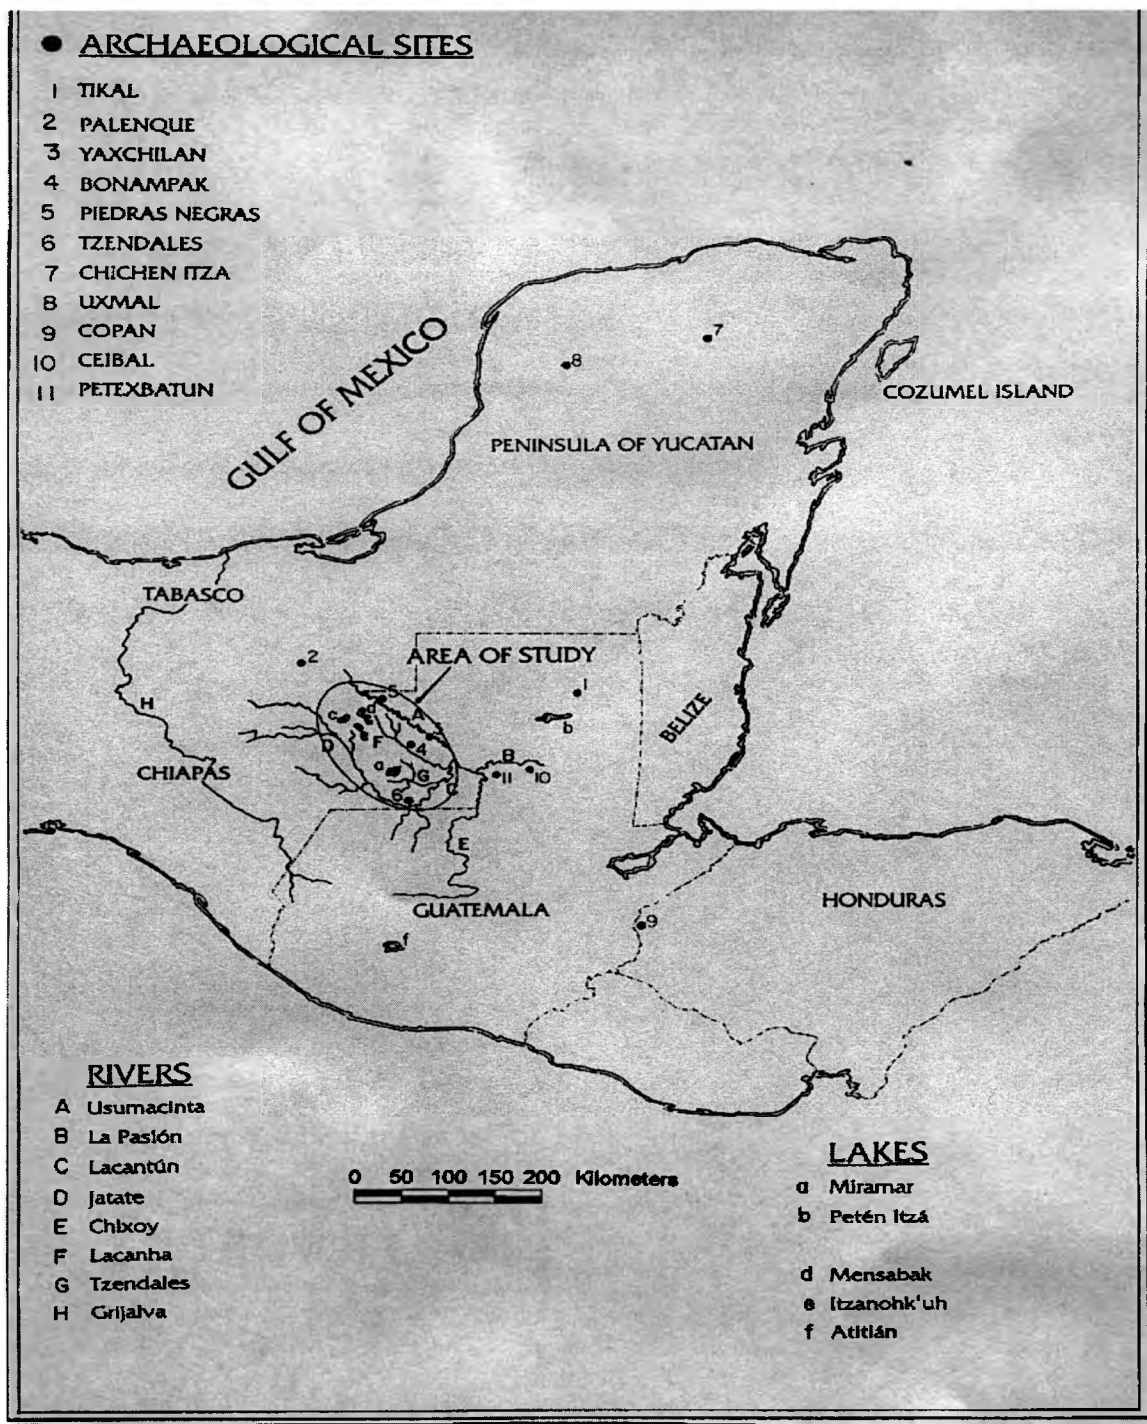 ● ARCHAEOLOGICAL SITES
1 TIKAL
2 PALENQUE
3 YAXCHILAN
4 BONAMPAK
5 PIEDRAS NEGRAS
6 TZENDALES
7 CHICHEN ITZA
8 UXMAL
9 COPAN
10 CEIBAL
11 PETEXBATUN
GULF OF MEXICO
7
8
COZUMEL ISLAND
PENINSULA OF YUCATAN
TABASCO
2
AREA OF STUDY
H
5
1
c
d
A
b
BELIZE
e
F
D
4
B
CHIAPAS
a
G
C
11
10
6
E
GUATEMALA
HONDURAS
9
f
RIVERS
A Usumacinta
B La Pasión
C Lacantún
D Jatate
E Chixoy
F Lacanha
G Tzendales
H Grijalva
0 50 100 150 200 Kilometers
LAKES
a Miramar
b Petén Itzá
d Mensabak
e Itzanohk'uh
f Atitlán